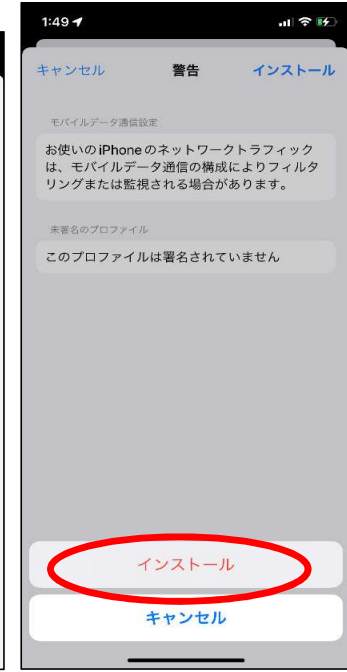 1:49
キャンセル 警告 インストール
モバイルデータ通信設定
お使いのiPhoneのネットワークトラフィック
は、モバイルデータ通信の構成によりフィルタ
リングまたは監視される場合があります。
未署名のプロファイル
このプロファイルは署名されていません
インストール
キャンセル